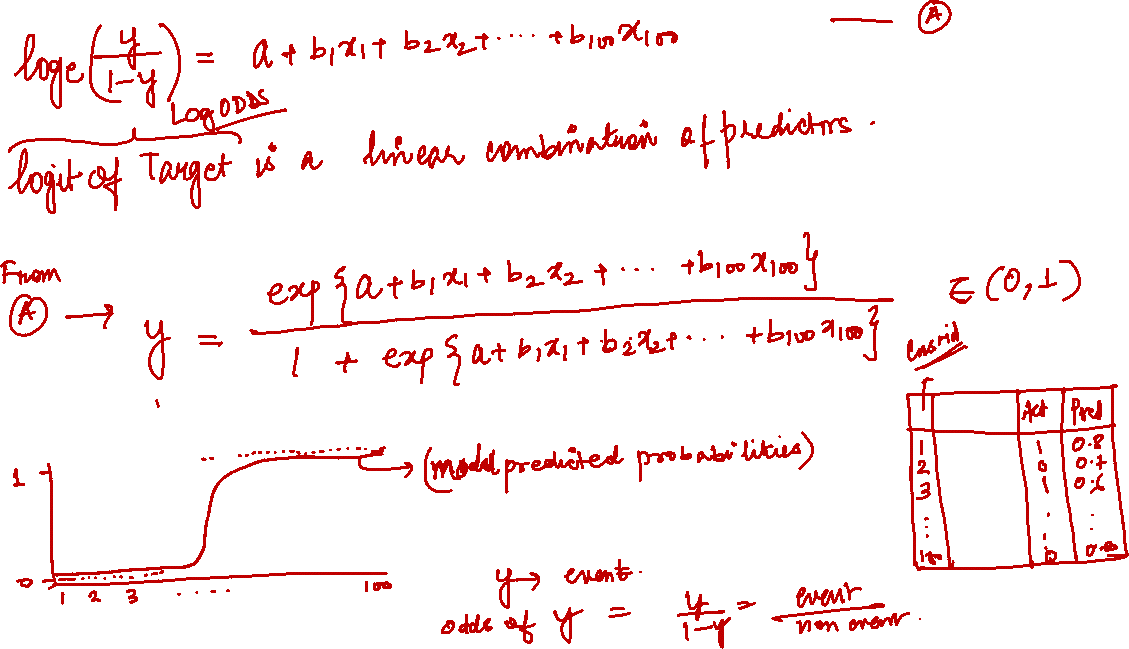 loge(y/1-y) = a + b₁x₁ + b₂x₂ + ···· + b₁₀₀x₁₀₀ — Ⓐ
Log ODDS
logit of Target is a linear combination of predictors.
From
Ⓐ → y = exp{a + b₁x₁ + b₂x₂ + ··· + b₁₀₀x₁₀₀} / 1 + exp{a + b₁x₁ + b₂x₂ + ··· + b₁₀₀x₁₀₀} ∈ (0,1)
Act Pred
1 1 0.8
2 0
3 1 0.6
⋮ . .
100 0
1 → (model predicted probabilities)
0
1 2 3 ···· 100
y → event.
odds of y = y/1-y = event/non event.